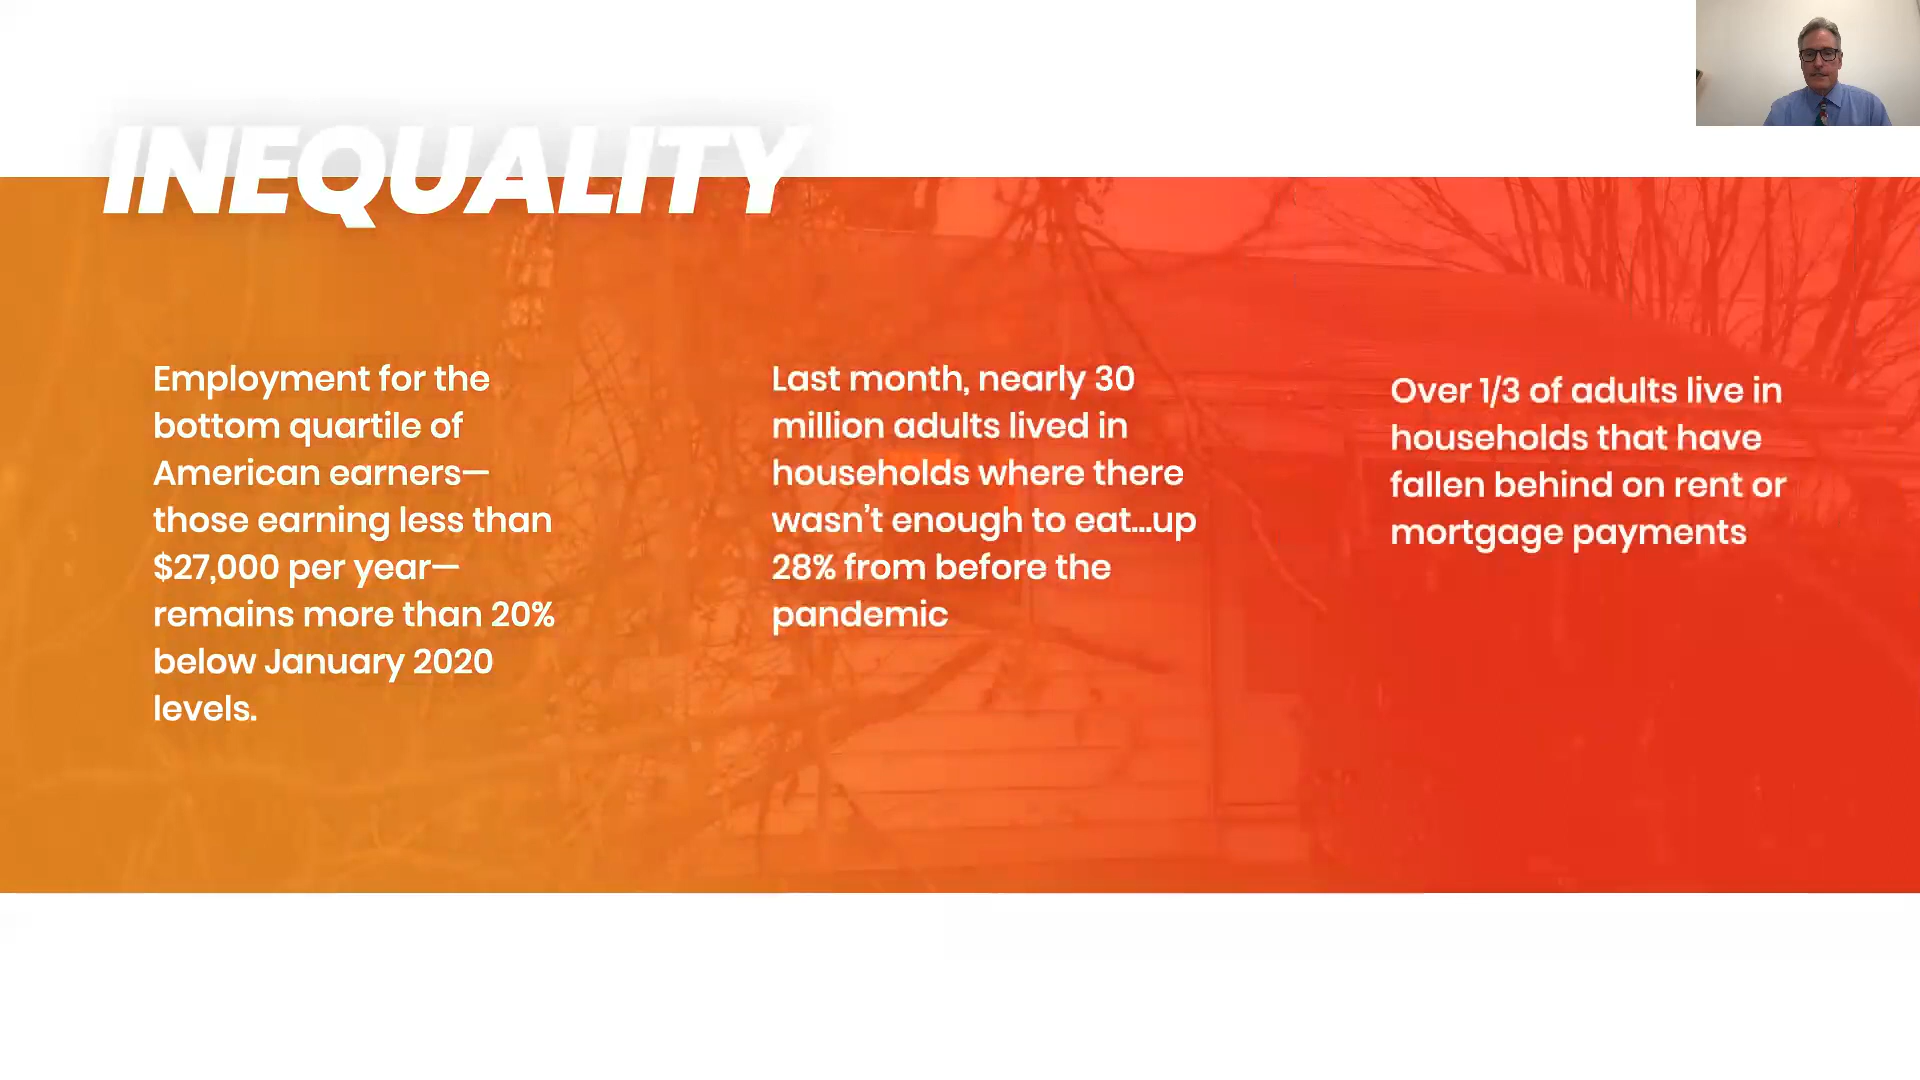 INEQUALITY
Employment for the
bottom quartile of
American earners—
those earning less than
$27,000 per year—
remains more than 20%
below January 2020
levels.
Last month, nearly 30
million adults lived in
households where there
wasn’t enough to eat...up
28% from before the
pandemic
Over 1/3 of adults live in
households that have
fallen behind on rent or
mortgage payments